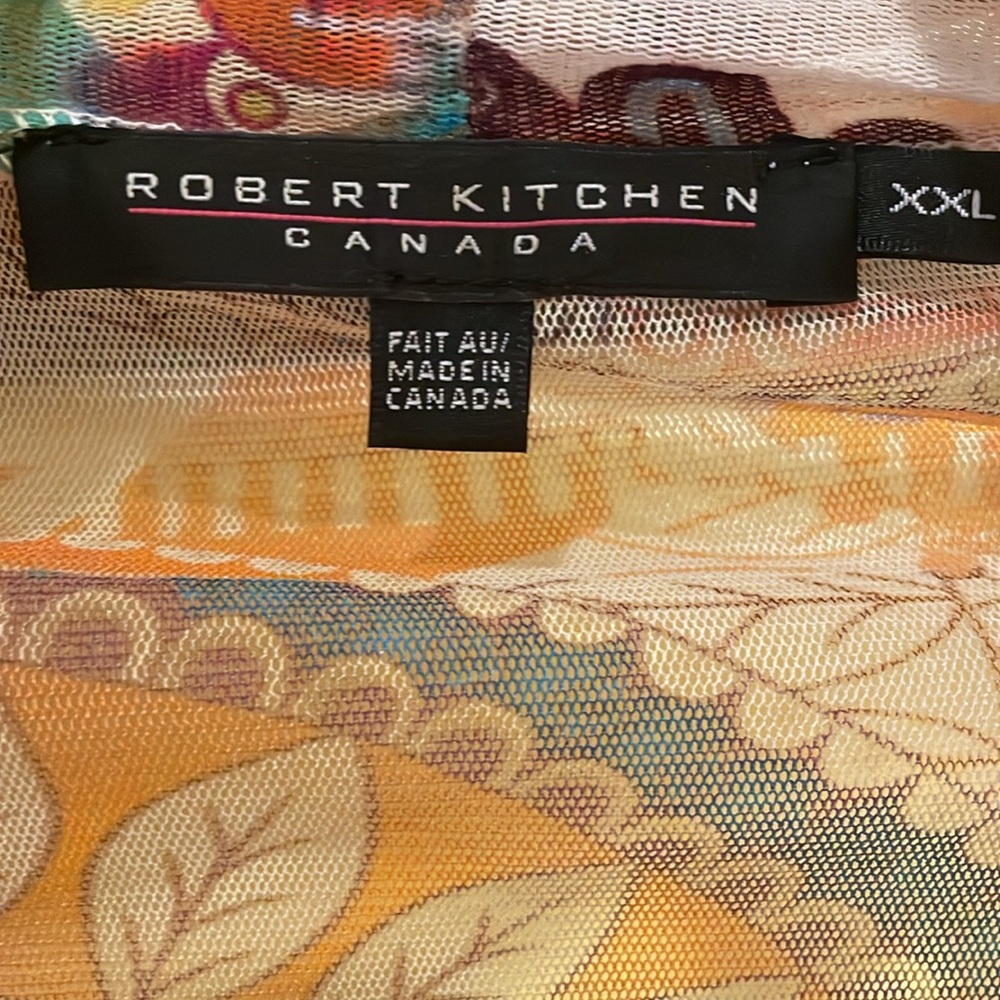 ROBERT KITCHEN
CANADA
XXL
FAIT AU/
MADE IN
CANADA